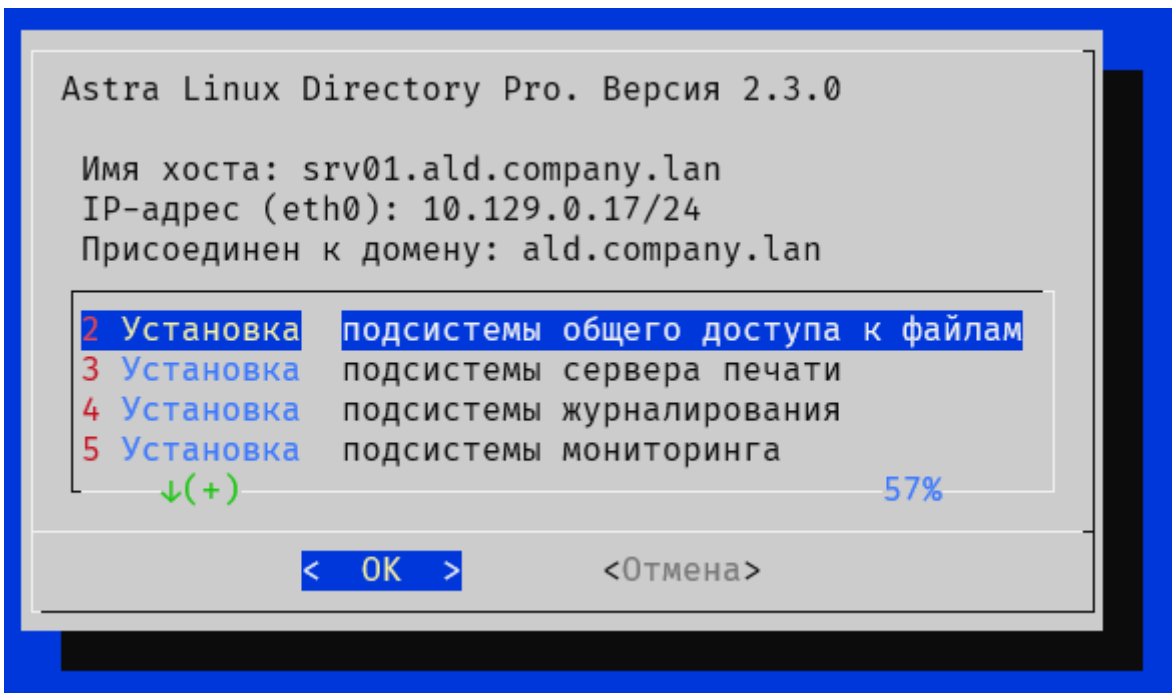 Astra Linux Directory Pro. Версия 2.3.0
Имя хоста: srv01.ald.company.lan
IP-адрес (eth0): 10.129.0.17/24
Присоединен к домену: ald.company.lan
2 Установка подсистемы общего доступа к файлам
3 Установка подсистемы сервера печати
4 Установка подсистемы журналирования
5 Установка подсистемы мониторинга
↓(+) 57%
< OK > <Отмена>